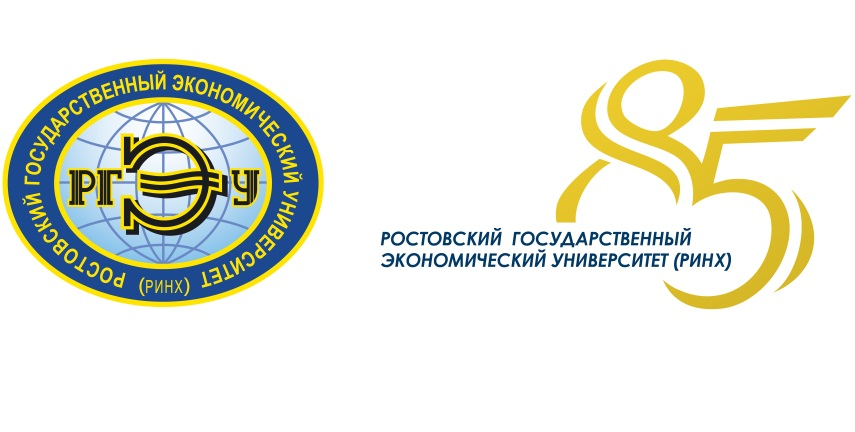 РОСТОВСКИЙ ГОСУДАРСТВЕННЫЙ ЭКОНОМИЧЕСКИЙ УНИВЕРСИТЕТ
(РИНХ)
РГЭУ
85
РОСТОВСКИЙ ГОСУДАРСТВЕННЫЙ
ЭКОНОМИЧЕСКИЙ УНИВЕРСИТЕТ (РИНХ)